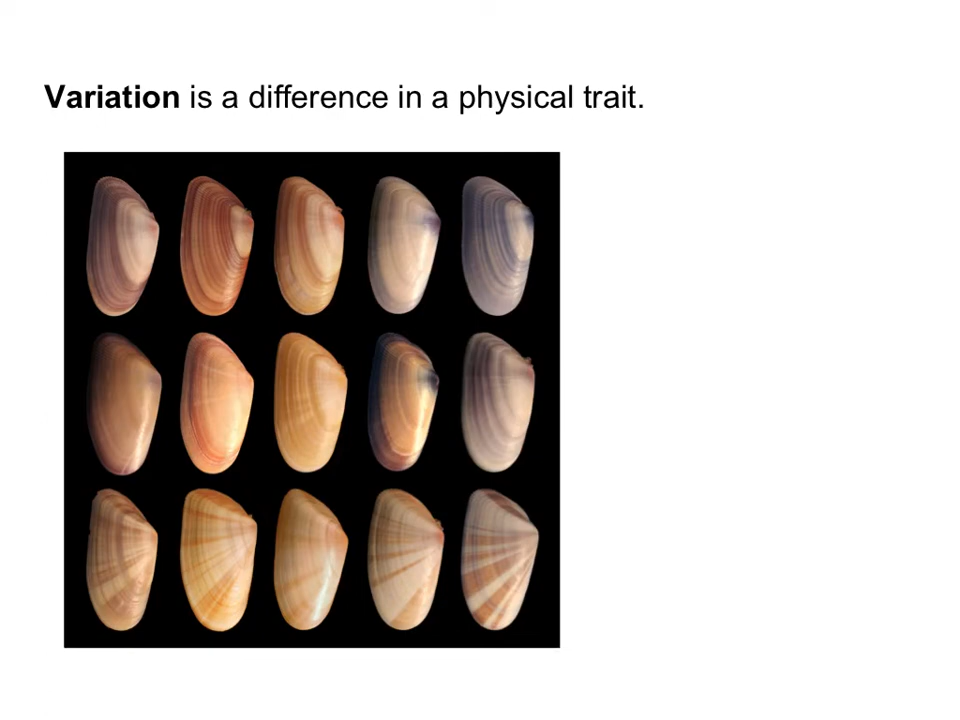 Variation is a difference in a physical trait.